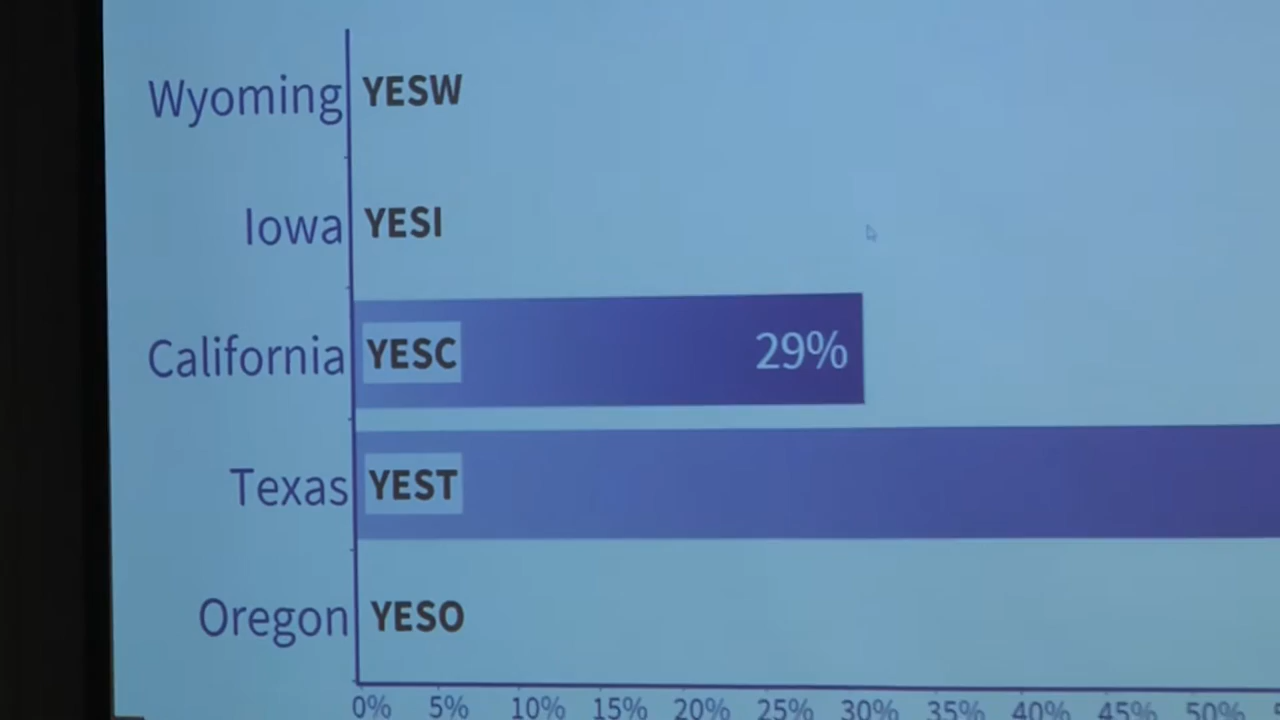 Wyoming YESW
Iowa YESI
California YESC 29%
Texas YEST
Oregon YESO
0% 5% 10% 15% 20% 25% 30% 35% 40% 45% 50%